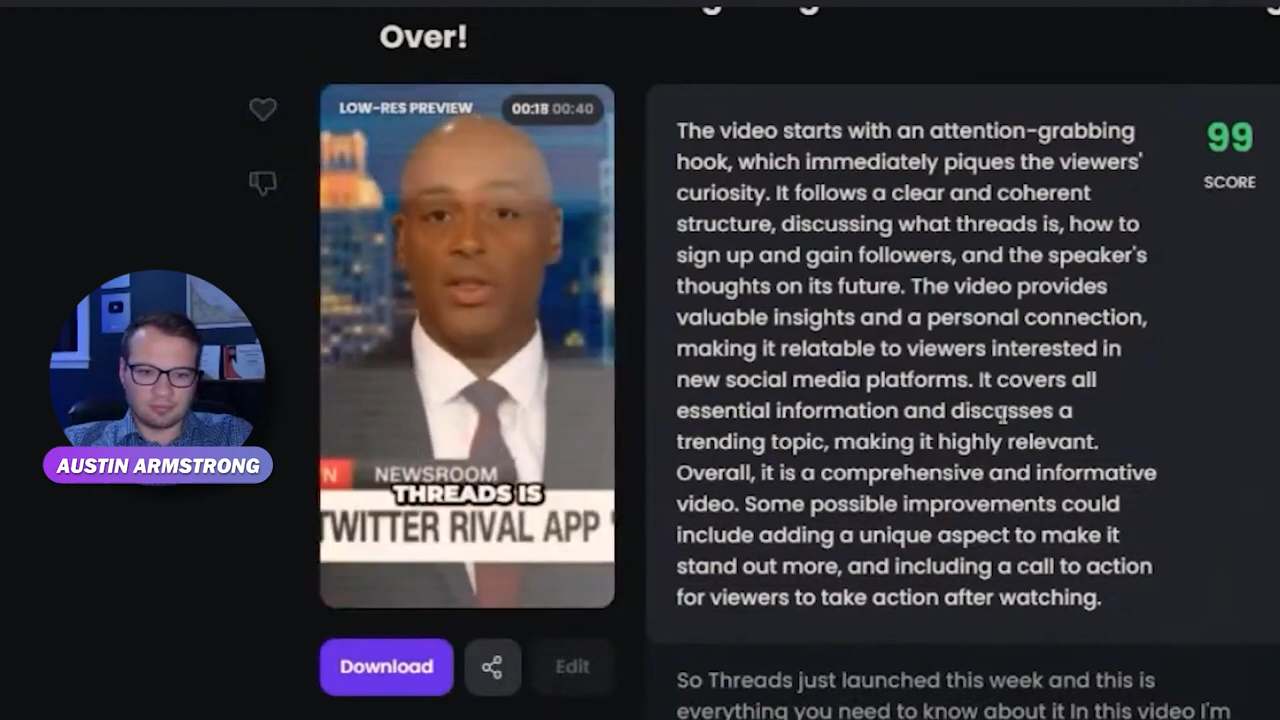 Over!
LOW-RES PREVIEW 00:18 00:40
NEWSROOM
THREADS IS
TWITTER RIVAL APP
Download
Edit
AUSTIN ARMSTRONG
The video starts with an attention-grabbing
hook, which immediately piques the viewers'
curiosity. It follows a clear and coherent
structure, discussing what threads is, how to
sign up and gain followers, and the speaker's
thoughts on its future. The video provides
valuable insights and a personal connection,
making it relatable to viewers interested in
new social media platforms. It covers all
essential information and discusses a
trending topic, making it highly relevant.
Overall, it is a comprehensive and informative
video. Some possible improvements could
include adding a unique aspect to make it
stand out more, and including a call to action
for viewers to take action after watching.
99
SCORE
So Threads just launched this week and this is
everything you need to know about it In this video I'm